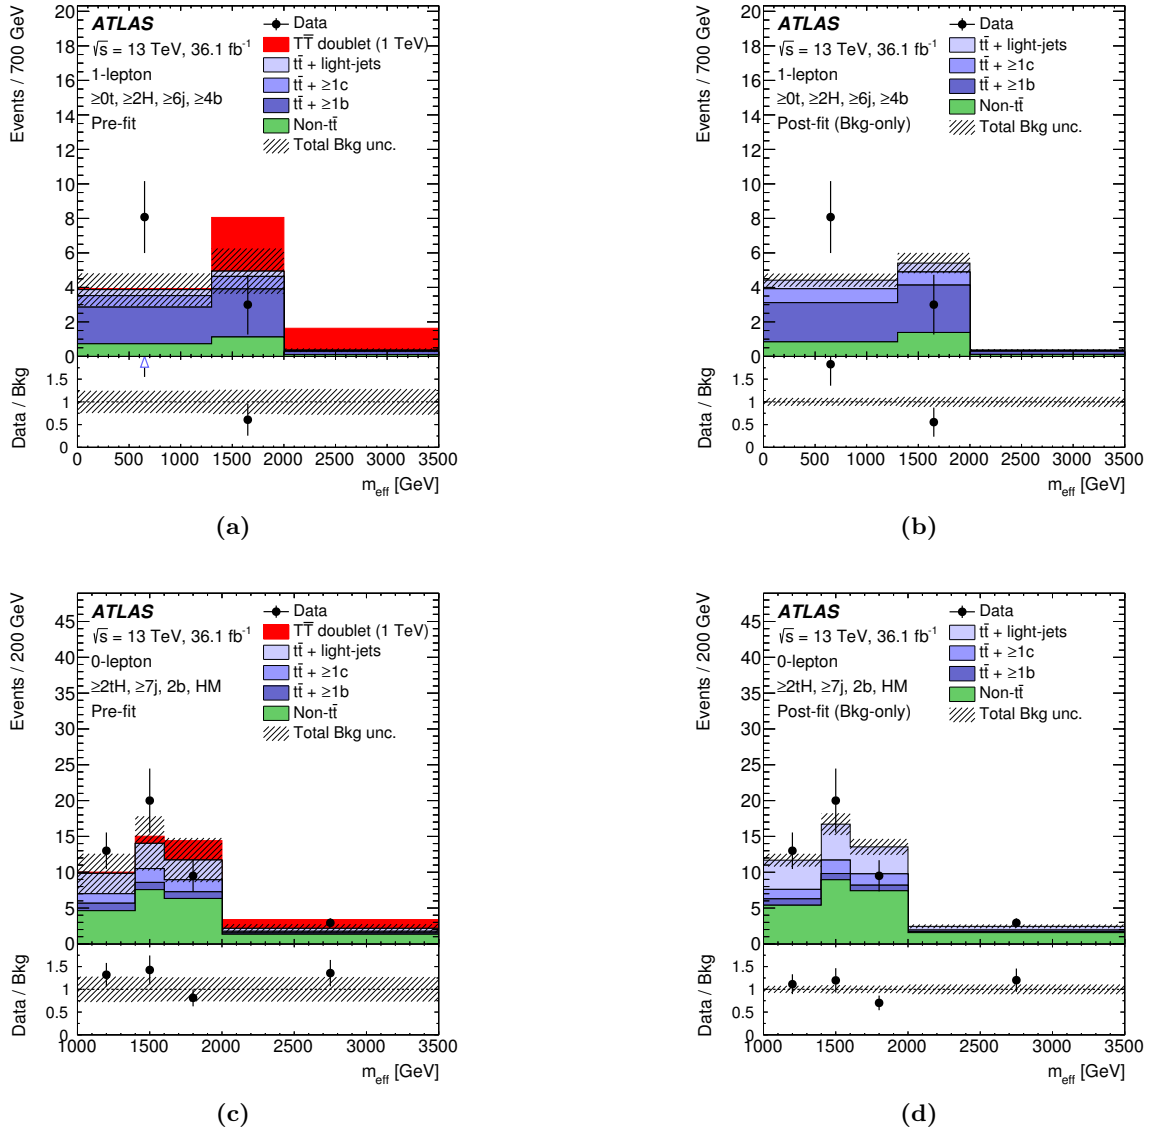 ATLAS
√s = 13 TeV, 36.1 fb⁻¹
1-lepton
≥0t, ≥2H, ≥6j, ≥4b
Pre-fit
Data
TT̅ doublet (1 TeV)
tt̅ + light-jets
tt̅ + ≥1c
tt̅ + ≥1b
Non-tt̅
Total Bkg unc.
Events / 700 GeV
20
18
16
14
12
10
8
6
4
2
0
Data / Bkg
1.5
1
0.5
0
0 500 1000 1500 2000 2500 3000 3500
m_eff [GeV]
(a)
ATLAS
√s = 13 TeV, 36.1 fb⁻¹
1-lepton
≥0t, ≥2H, ≥6j, ≥4b
Post-fit (Bkg-only)
Data
tt̅ + light-jets
tt̅ + ≥1c
tt̅ + ≥1b
Non-tt̅
Total Bkg unc.
Events / 700 GeV
20
18
16
14
12
10
8
6
4
2
0
Data / Bkg
1.5
1
0.5
0
0 500 1000 1500 2000 2500 3000 3500
m_eff [GeV]
(b)
ATLAS
√s = 13 TeV, 36.1 fb⁻¹
0-lepton
≥2tH, ≥7j, 2b, HM
Pre-fit
Data
TT̅ doublet (1 TeV)
tt̅ + light-jets
tt̅ + ≥1c
tt̅ + ≥1b
Non-tt̅
Total Bkg unc.
Events / 200 GeV
45
40
35
30
25
20
15
10
5
0
Data / Bkg
1.5
1
0.5
0
1000 1500 2000 2500 3000 3500
m_eff [GeV]
(c)
ATLAS
√s = 13 TeV, 36.1 fb⁻¹
0-lepton
≥2tH, ≥7j, 2b, HM
Post-fit (Bkg-only)
Data
tt̅ + light-jets
tt̅ + ≥1c
tt̅ + ≥1b
Non-tt̅
Total Bkg unc.
Events / 200 GeV
45
40
35
30
25
20
15
10
5
0
Data / Bkg
1.5
1
0.5
0
1000 1500 2000 2500 3000 3500
m_eff [GeV]
(d)